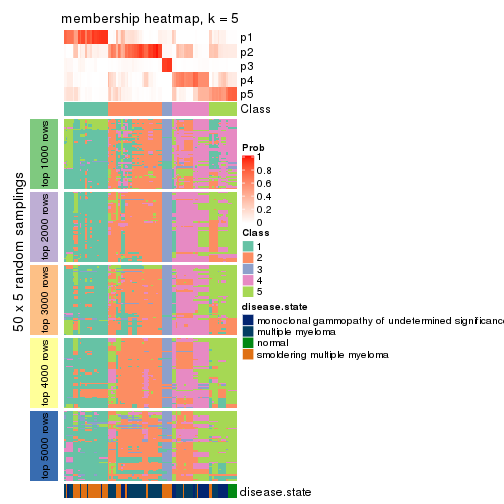 membership heatmap, k = 5
p1
p2
p3
p4
p5
Class
50 x 5 random samplings
top 1000 rows
top 2000 rows
top 3000 rows
top 4000 rows
top 5000 rows
Prob
1
0.8
0.6
0.4
0.2
0
Class
1
2
3
4
5
disease.state
monoclonal gammopathy of undetermined significance
multiple myeloma
normal
smoldering multiple myeloma
disease.state